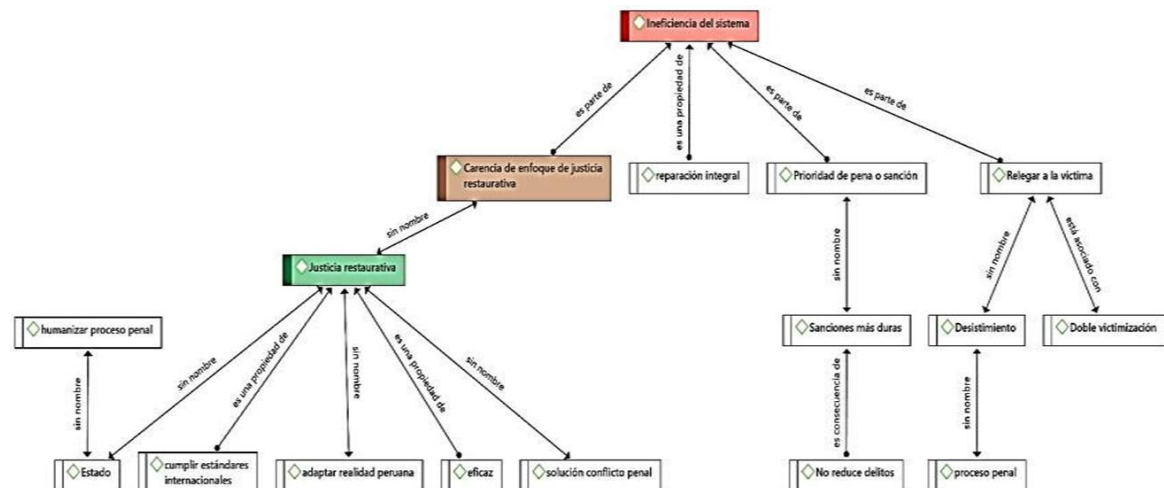 Ineficiencia del sistema
es parte de
es una propiedad de
es parte de
es parte de
Carencia de enfoque de justicia
restaurativa
reparación integral
Prioridad de pena o sanción
Relegar a la víctima
sin nombre
sin nombre
sin nombre
está asociado con
Justicia restaurativa
humanizar proceso penal
Sanciones más duras
Desistimiento
Doble victimización
sin nombre
sin nombre
es una propiedad de
sin nombre
es una propiedad de
sin nombre
es consecuencia de
sin nombre
Estado
cumplir estándares
internacionales
adaptar realidad peruana
eficaz
solución conflicto penal
No reduce delitos
proceso penal